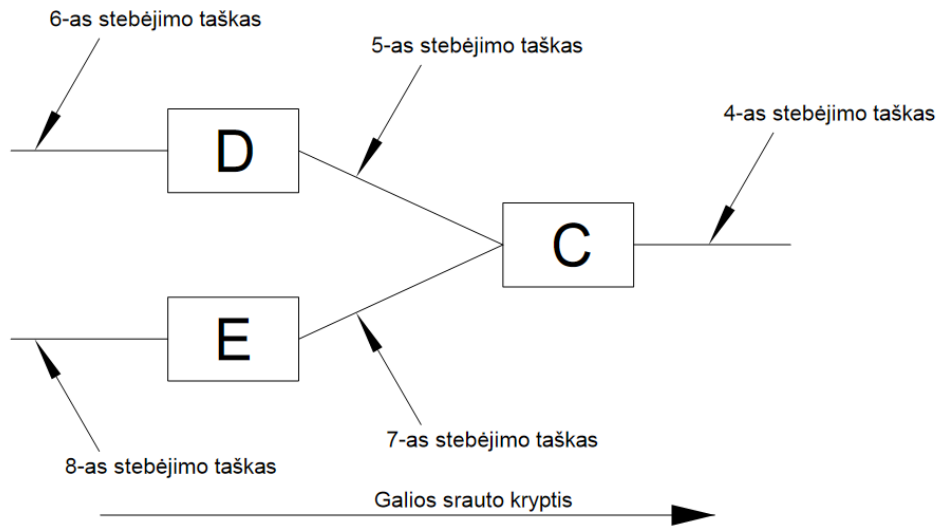 6-as stebėjimo taškas
5-as stebėjimo taškas
4-as stebėjimo taškas
D
C
E
7-as stebėjimo taškas
8-as stebėjimo taškas
Galios srauto kryptis